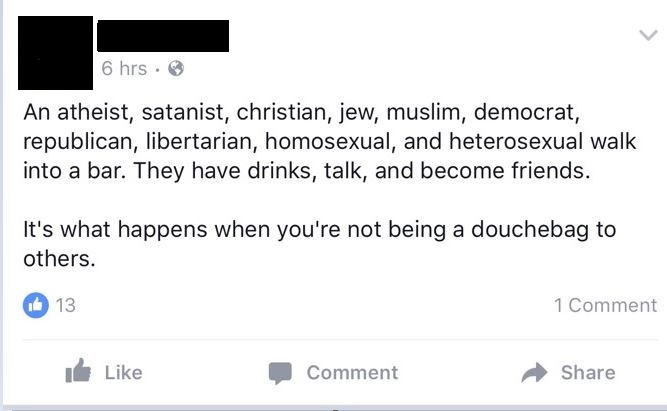 6 hrs ·
An atheist, satanist, christian, jew, muslim, democrat,
republican, libertarian, homosexual, and heterosexual walk
into a bar. They have drinks, talk, and become friends.
It's what happens when you're not being a douchebag to
others.
13 1 Comment
Like Comment Share